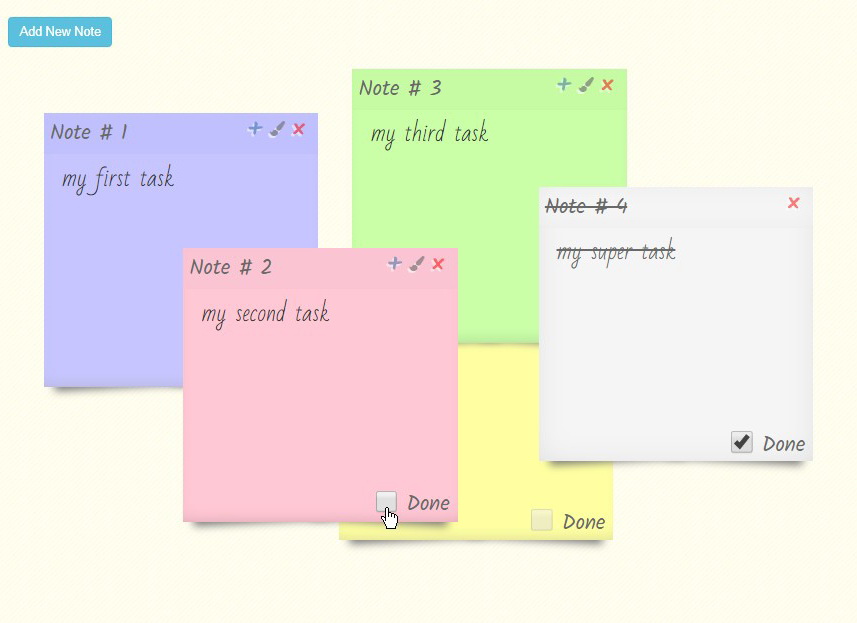 Add New Note
Note # 1
my first task
Note # 3
my third task
Note # 4
my super task
Done
Note # 2
my second task
Done
Done